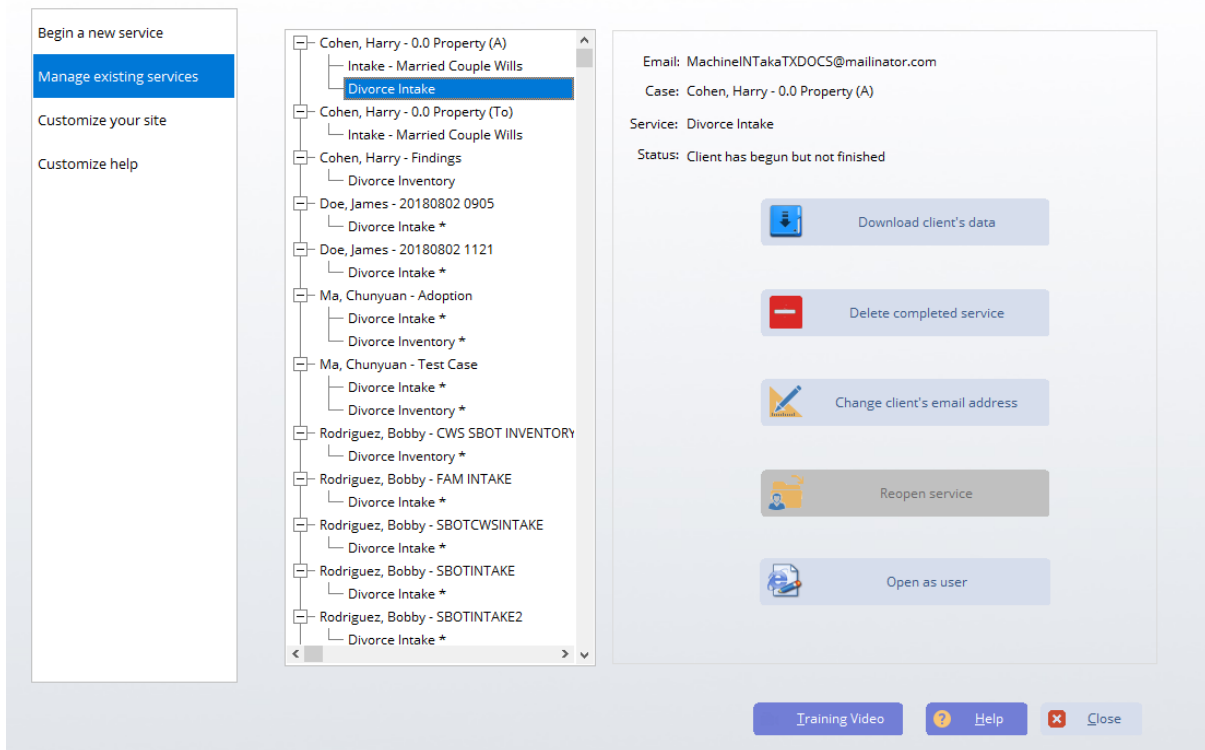 Begin a new service
Manage existing services
Customize your site
Customize help
Cohen, Harry - 0.0 Property (A)
Intake - Married Couple Wills
Divorce Intake
Cohen, Harry - 0.0 Property (To)
Intake - Married Couple Wills
Cohen, Harry - Findings
Divorce Inventory
Doe, James - 20180802 0905
Divorce Intake *
Doe, James - 20180802 1121
Divorce Intake *
Ma, Chunyuan - Adoption
Divorce Intake *
Divorce Inventory *
Ma, Chunyuan - Test Case
Divorce Intake *
Divorce Inventory *
Rodriguez, Bobby - CWS SBOT INVENTORY
Divorce Inventory *
Rodriguez, Bobby - FAM INTAKE
Divorce Intake *
Rodriguez, Bobby - SBOTCWSINTAKE
Divorce Intake *
Rodriguez, Bobby - SBOTINTAKE
Divorce Intake *
Rodriguez, Bobby - SBOTINTAKE2
Divorce Intake *
Email: MachineINTakaTXDOCS@mailinator.com
Case: Cohen, Harry - 0.0 Property (A)
Service: Divorce Intake
Status: Client has begun but not finished
Download client's data
Delete completed service
Change client's email address
Reopen service
Open as user
Training Video
Help
Close